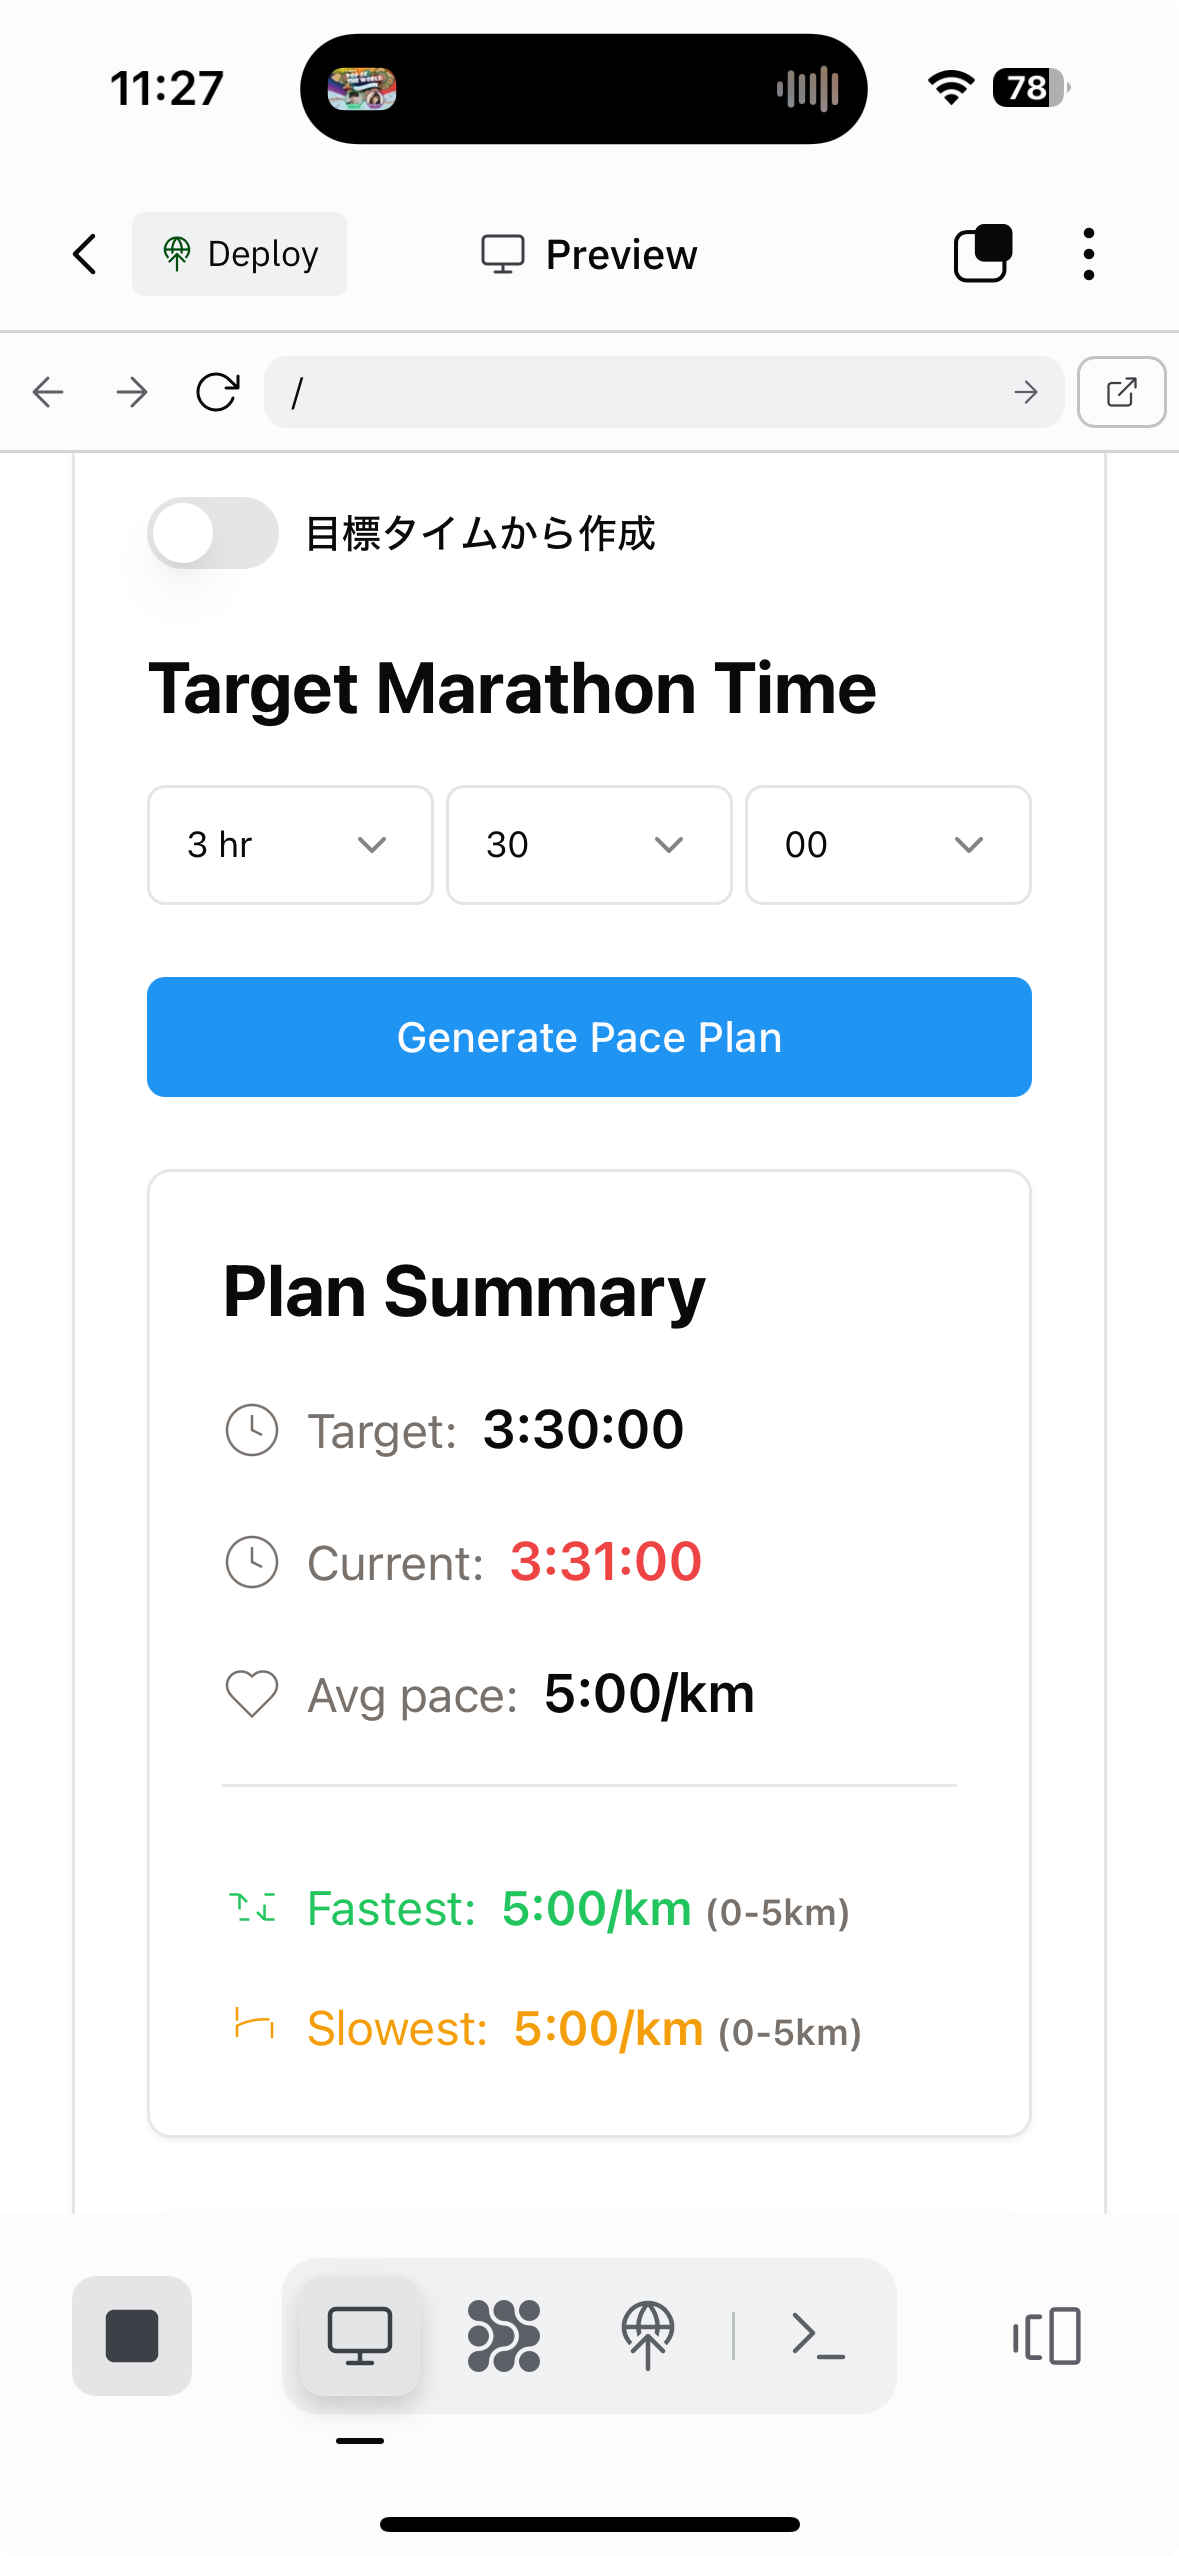 11:27
78
Deploy
Preview
/
目標タイムから作成
Target Marathon Time
3 hr
30
00
Generate Pace Plan
Plan Summary
Target: 3:30:00
Current: 3:31:00
Avg pace: 5:00/km
Fastest: 5:00/km (0-5km)
Slowest: 5:00/km (0-5km)